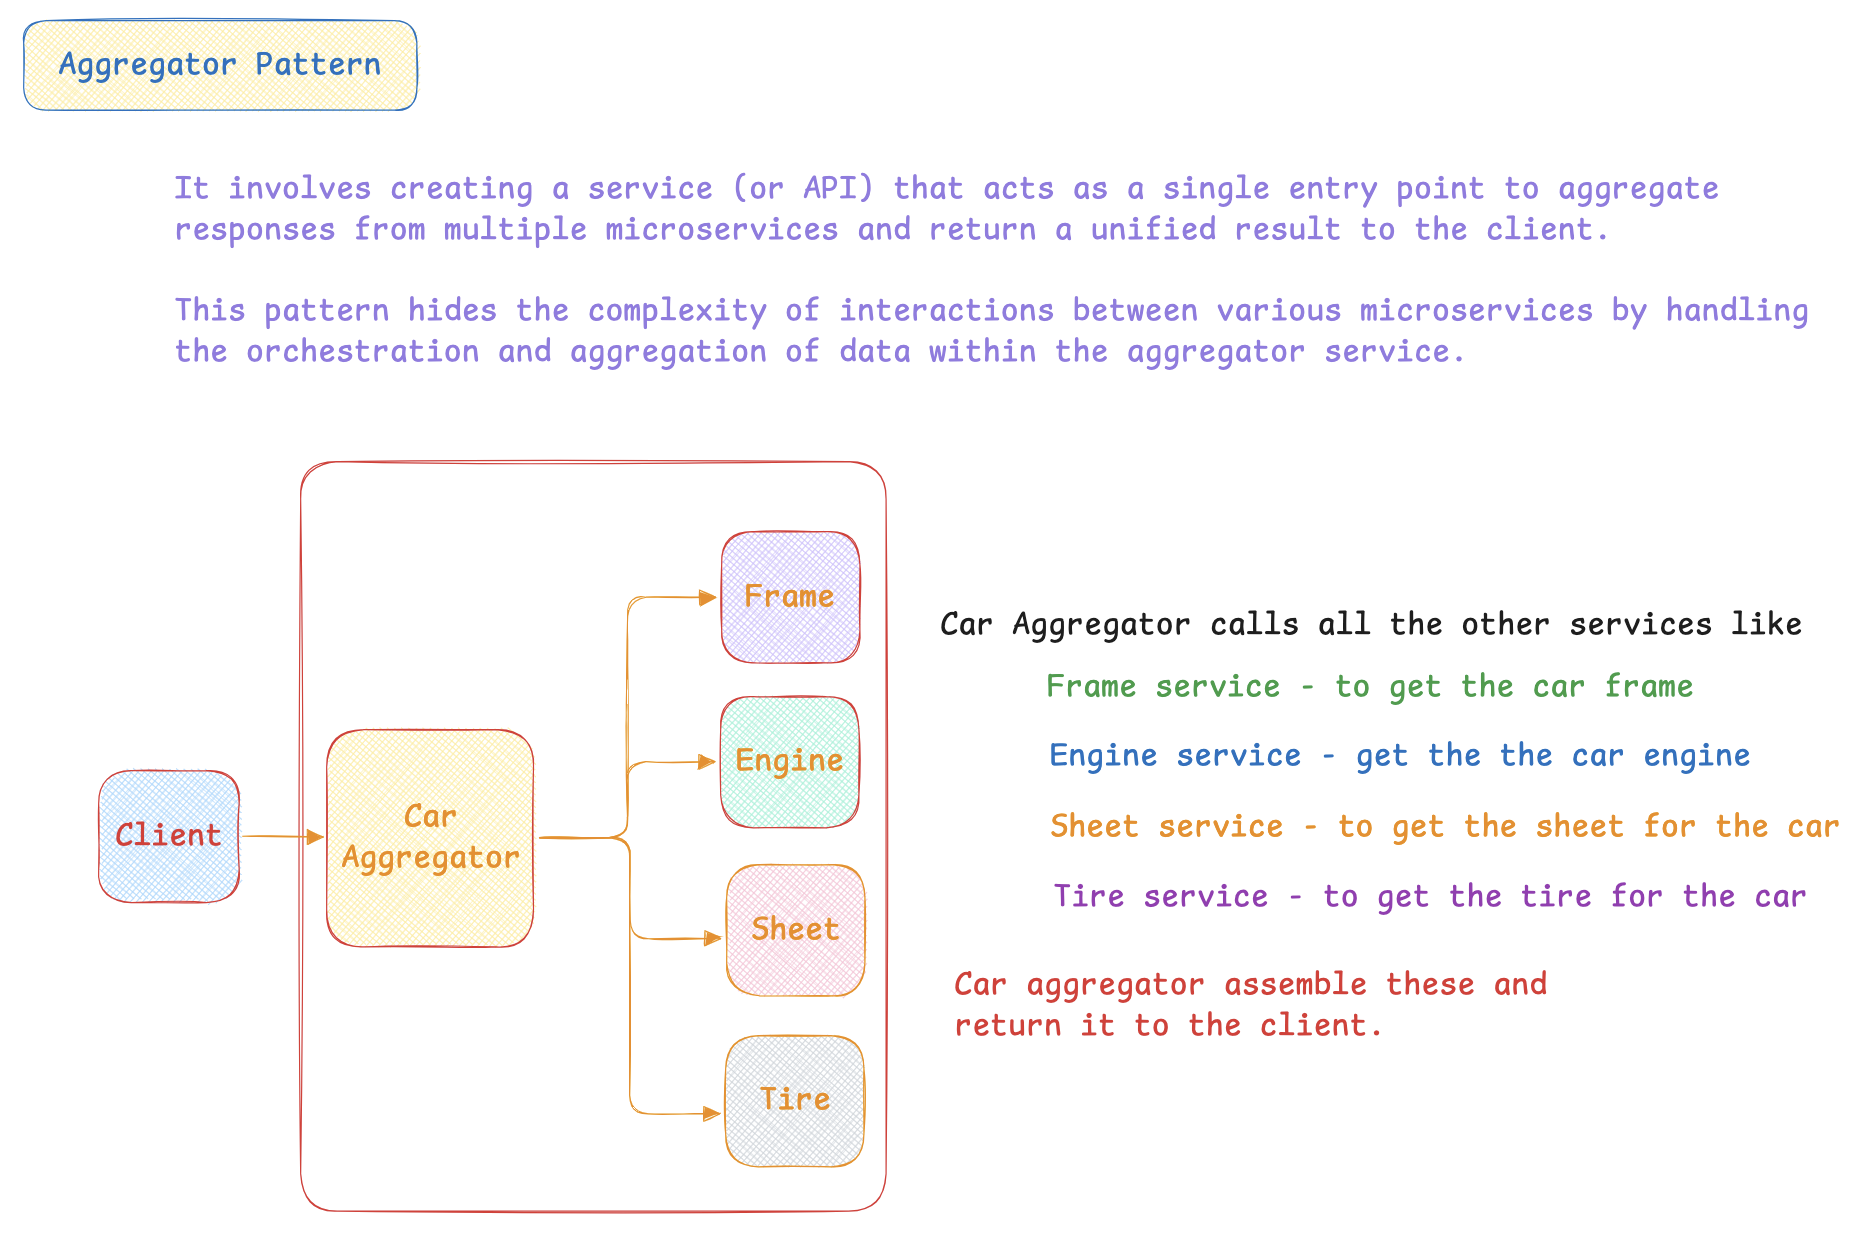 Aggregator Pattern
It involves creating a service (or API) that acts as a single entry point to aggregate
responses from multiple microservices and return a unified result to the client.
This pattern hides the complexity of interactions between various microservices by handling
the orchestration and aggregation of data within the aggregator service.
Client
Car
Aggregator
Frame
Engine
Sheet
Tire
Car Aggregator calls all the other services like
Frame service - to get the car frame
Engine service - get the the car engine
Sheet service - to get the sheet for the car
Tire service - to get the tire for the car
Car aggregator assemble these and
return it to the client.